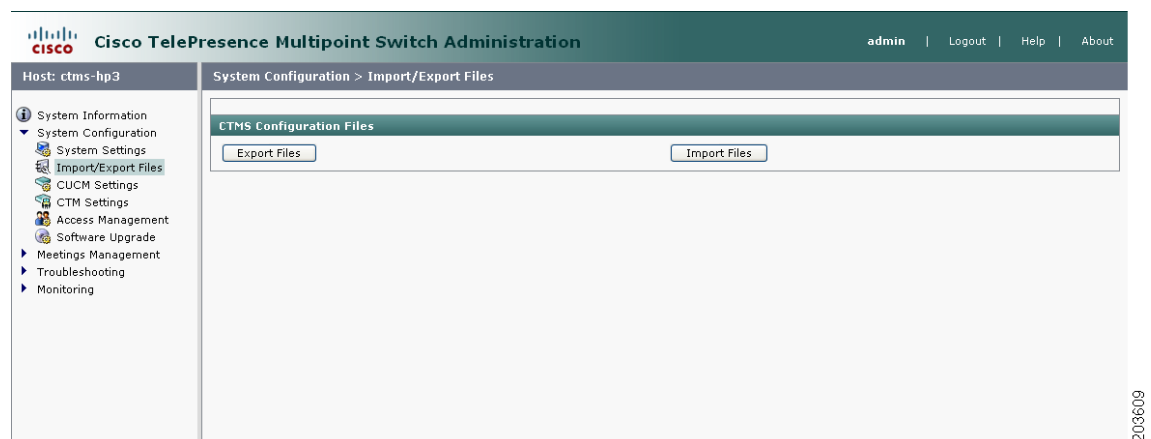 CISCO Cisco TelePresence Multipoint Switch Administration
admin | Logout | Help | About
Host: ctms-hp3
System Configuration > Import/Export Files
System Information
System Configuration
System Settings
Import/Export Files
CUCM Settings
CTM Settings
Access Management
Software Upgrade
Meetings Management
Troubleshooting
Monitoring
CTMS Configuration Files
Export Files
Import Files
203609